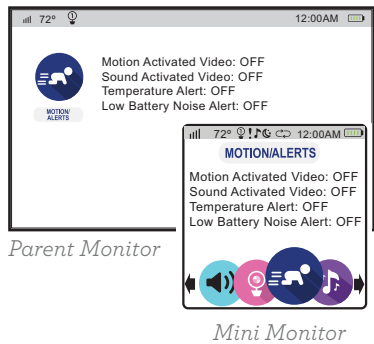 72° 1 12:00AM
Motion Activated Video: OFF
Sound Activated Video: OFF
Temperature Alert: OFF
Low Battery Noise Alert: OFF
MOTION/
ALERTS
72° 1 12:00AM
MOTION/ALERTS
Motion Activated Video: OFF
Sound Activated Video: OFF
Temperature Alert: OFF
Low Battery Noise Alert: OFF
Parent Monitor
Mini Monitor